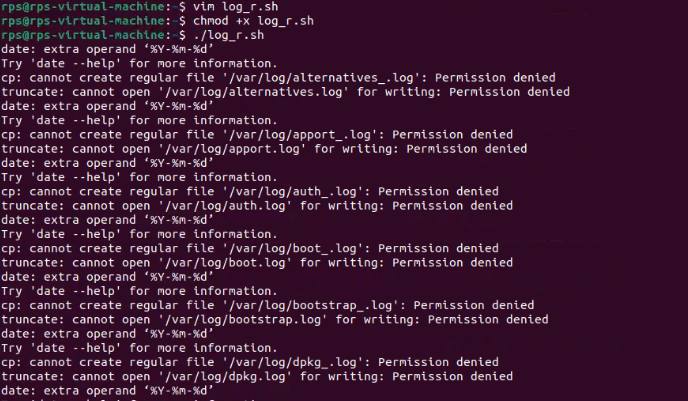 rps@rps-virtual-machine:~$ vim log_r.sh
rps@rps-virtual-machine:~$ chmod +x log_r.sh
rps@rps-virtual-machine:~$ ./log_r.sh
date: extra operand ‘%Y-%m-%d’
Try 'date --help' for more information.
cp: cannot create regular file '/var/log/alternatives_.log': Permission denied
truncate: cannot open '/var/log/alternatives.log' for writing: Permission denied
date: extra operand ‘%Y-%m-%d’
Try 'date --help' for more information.
cp: cannot create regular file '/var/log/apport_.log': Permission denied
truncate: cannot open '/var/log/apport.log' for writing: Permission denied
date: extra operand ‘%Y-%m-%d’
Try 'date --help' for more information.
cp: cannot create regular file '/var/log/auth_.log': Permission denied
truncate: cannot open '/var/log/auth.log' for writing: Permission denied
date: extra operand ‘%Y-%m-%d’
Try 'date --help' for more information.
cp: cannot create regular file '/var/log/boot_.log': Permission denied
truncate: cannot open '/var/log/boot.log' for writing: Permission denied
date: extra operand ‘%Y-%m-%d’
Try 'date --help' for more information.
cp: cannot create regular file '/var/log/bootstrap_.log': Permission denied
truncate: cannot open '/var/log/bootstrap.log' for writing: Permission denied
date: extra operand ‘%Y-%m-%d’
Try 'date --help' for more information.
cp: cannot create regular file '/var/log/dpkg_.log': Permission denied
truncate: cannot open '/var/log/dpkg.log' for writing: Permission denied
date: extra operand ‘%Y-%m-%d’